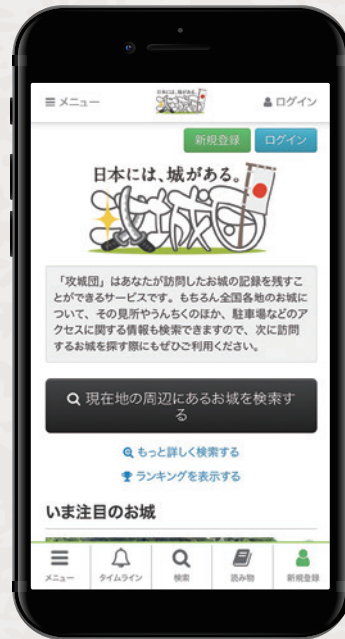 メニュー
日本には、城がある。
攻城団
ログイン
新規登録
ログイン
日本には、城がある。
攻城団
「攻城団」はあなたが訪問したお城の記録を残すこ
とができるサービスです。もちろん全国各地のお城に
ついて、その見所やうんちくのほか、駐車場などのア
クセスに関する情報も検索できますので、次に訪問
するお城を探す際にもぜひご利用ください。
現在地の周辺にあるお城を検索す
る
もっと詳しく検索する
ランキングを表示する
いま注目のお城
メニュー
タイムライン
検索
読み物
新規登録